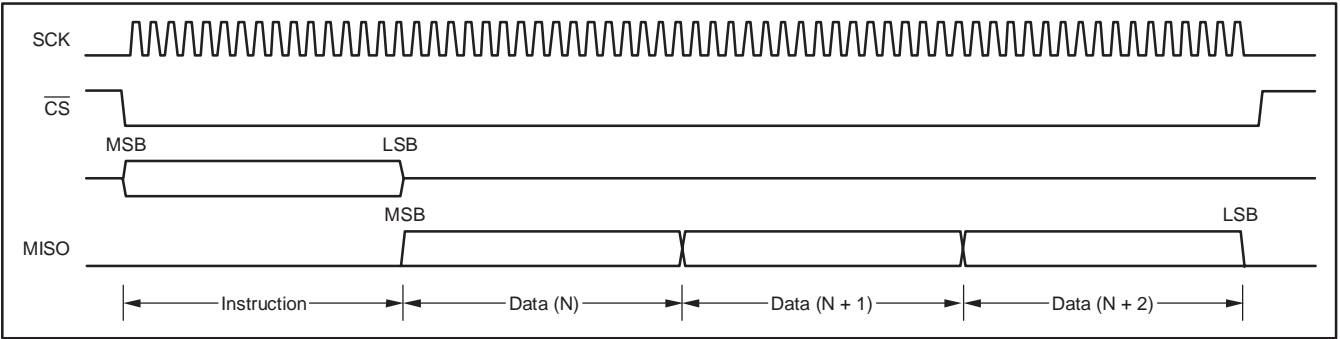 SCK
CS
MSB LSB
MSB LSB
MISO
Instruction Data (N) Data (N + 1) Data (N + 2)